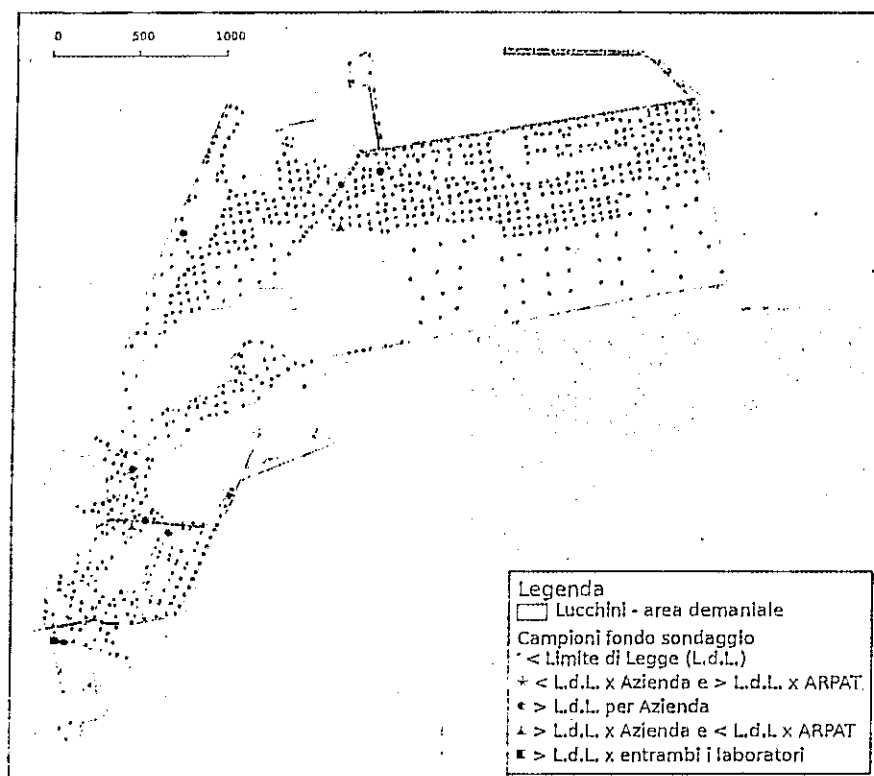 0 500 1000
Legenda
Lucchini - area demaniale
Campioni fondo sondaggio
< Limite di Legge (L.d.L.)
< L.d.L. x Azienda e > L.d.L. x ARPAT
> L.d.L. per Azienda
> L.d.L. x Azienda e < L.d.L x ARPAT
> L.d.L. x entrambi i laboratori